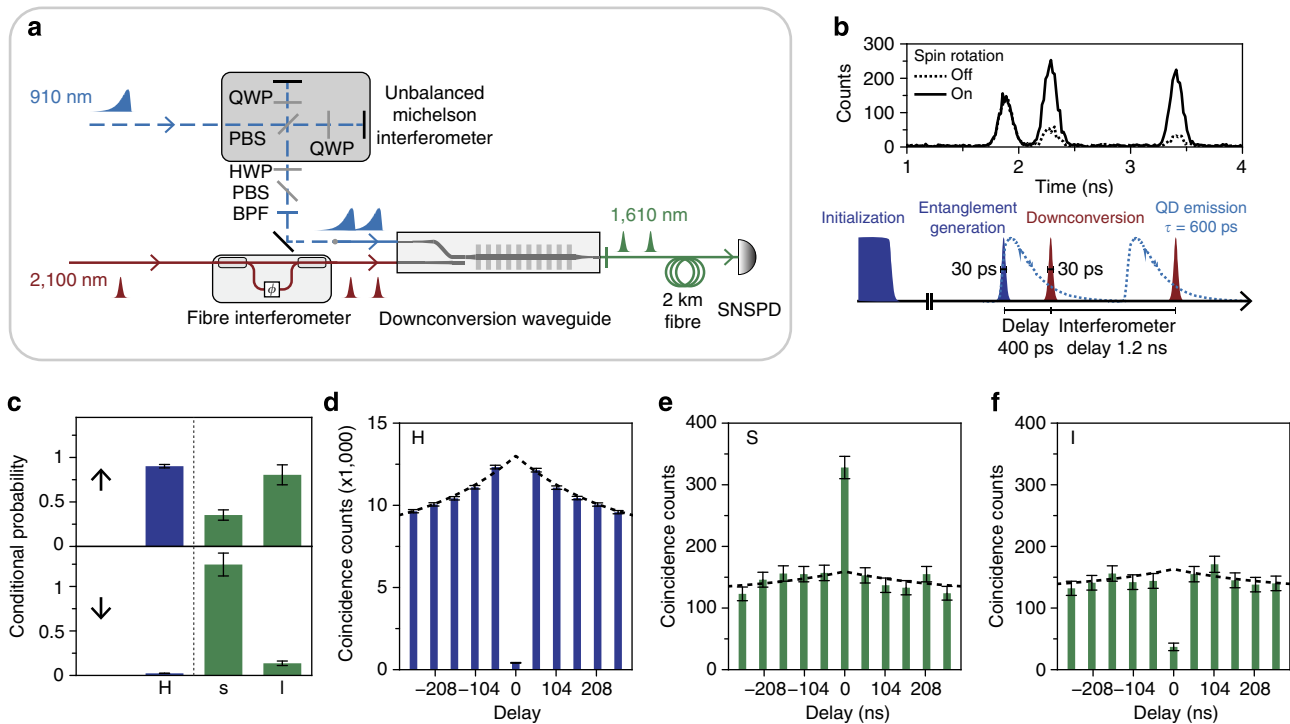 a
910 nm
QWP
PBS
QWP
Unbalanced
michelson
interferometer
HWP
PBS
BPF
2,100 nm
ϕ
Fibre interferometer
Downconversion waveguide
1,610 nm
2 km
fibre
SNSPD
b
300
200
100
0
Counts
Spin rotation
Off
On
1 2 3 4
Time (ns)
Initialization
Entanglement
generation
Downconversion
QD emission
τ = 600 ps
30 ps
30 ps
Delay
400 ps
Interferometer
delay 1.2 ns
c
Conditional probability
1
0.5
0
↑
1
0.5
0
↓
H s l
d
H
Coincidence counts (x1,000)
15
10
5
0
−208 −104 0 104 208
Delay
e
S
Coincidence counts
400
300
200
100
0
−208 −104 0 104 208
Delay (ns)
f
l
Coincidence counts
400
300
200
100
0
−208 −104 0 104 208
Delay (ns)